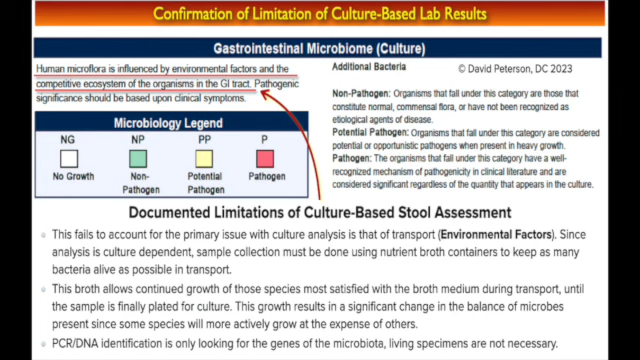 Confirmation of Limitation of Culture-Based Lab Results
Gastrointestinal Microbiome (Culture)
Human microflora is influenced by environmental factors and the
competitive ecosystem of the organisms in the GI tract. Pathogenic
significance should be based upon clinical symptoms.
Microbiology Legend
NG NP PP P
No Growth Non-Pathogen Potential Pathogen Pathogen
Additional Bacteria © David Peterson, DC 2023
Non-Pathogen: Organisms that fall under this category are those that
constitute normal, commensal flora, or have not been recognized as
etiological agents of disease.
Potential Pathogen: Organisms that fall under this category are considered
potential or opportunistic pathogens when present in heavy growth.
Pathogen: The organisms that fall under this category have a well-
recognized mechanism of pathogenicity in clinical literature and are
considered significant regardless of the quantity that appears in the culture.
Documented Limitations of Culture-Based Stool Assessment
This fails to account for the primary issue with culture analysis is that of transport (Environmental Factors). Since
analysis is culture dependent, sample collection must be done using nutrient broth containers to keep as many
bacteria alive as possible in transport.
This broth allows continued growth of those species most satisfied with the broth medium during transport, until
the sample is finally plated for culture. This growth results in a significant change in the balance of microbes
present since some species will more actively grow at the expense of others.
PCR/DNA identification is only looking for the genes of the microbiota, living specimens are not necessary.